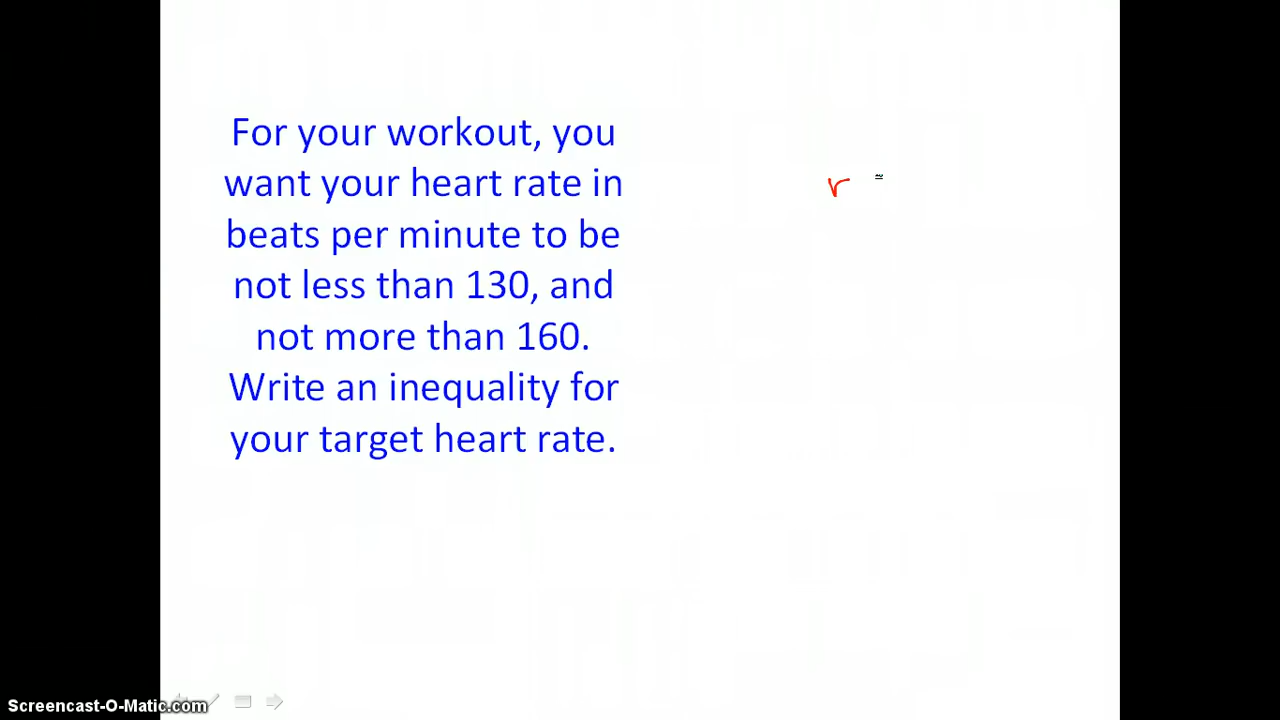 For your workout, you
want your heart rate in
beats per minute to be
not less than 130, and
not more than 160.
Write an inequality for
your target heart rate.
r
Screencast-O-Matic.com